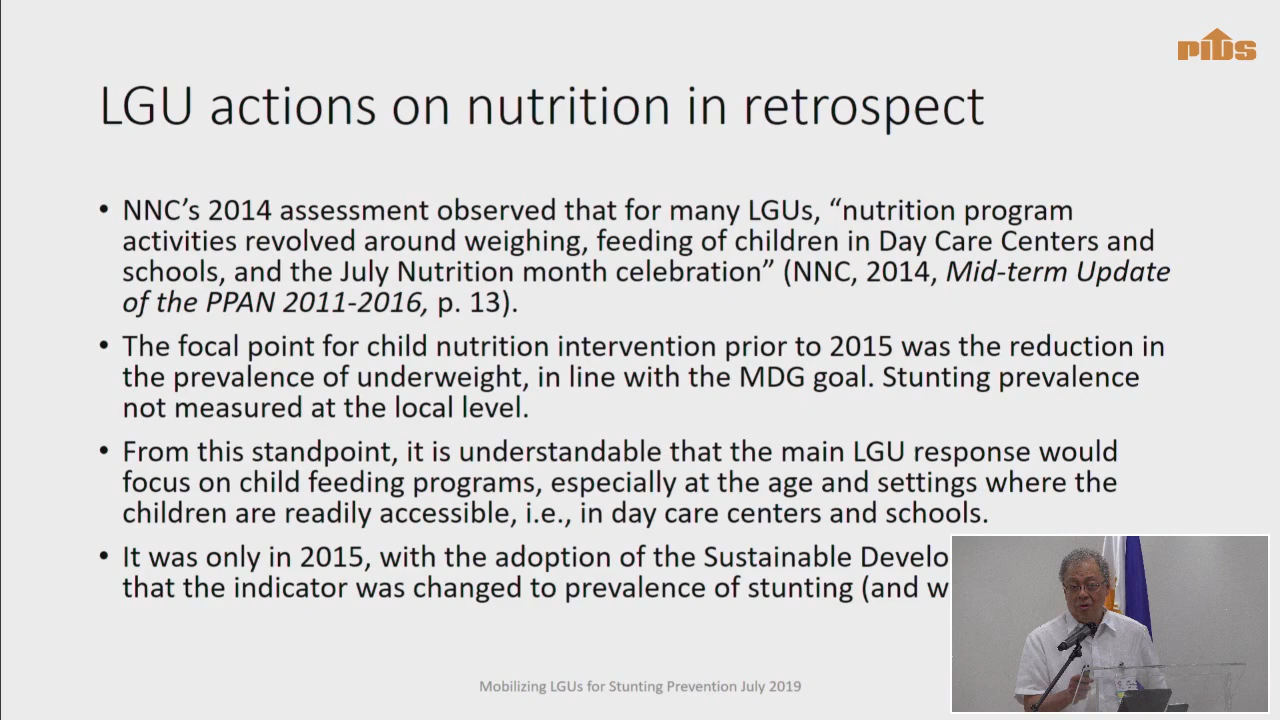 PIDS
LGU actions on nutrition in retrospect
• NNC’s 2014 assessment observed that for many LGUs, “nutrition program
activities revolved around weighing, feeding of children in Day Care Centers and
schools, and the July Nutrition month celebration” (NNC, 2014, Mid-term Update
of the PPAN 2011-2016, p. 13).
• The focal point for child nutrition intervention prior to 2015 was the reduction in
the prevalence of underweight, in line with the MDG goal. Stunting prevalence
not measured at the local level.
• From this standpoint, it is understandable that the main LGU response would
focus on child feeding programs, especially at the age and settings where the
children are readily accessible, i.e., in day care centers and schools.
• It was only in 2015, with the adoption of the Sustainable
that the indicator was changed to prevalence of stunting (and
Mobilizing LGUs for Stunting Prevention July 2019